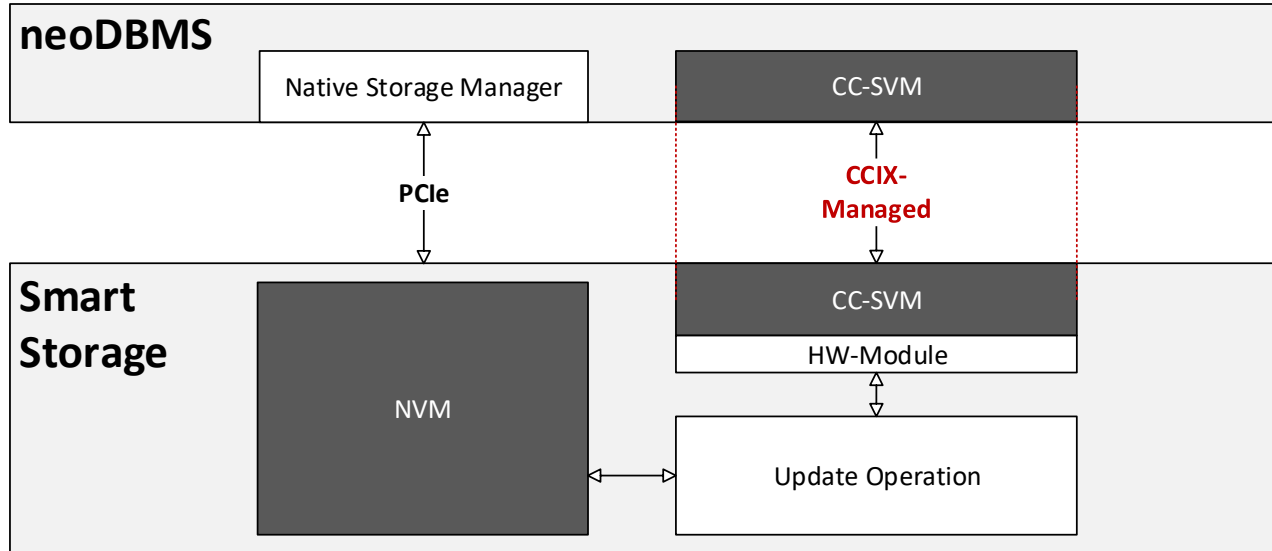 neoDBMS
Native Storage Manager
CC-SVM
PCIe
CCIX-
Managed
Smart
Storage
CC-SVM
HW-Module
NVM
Update Operation